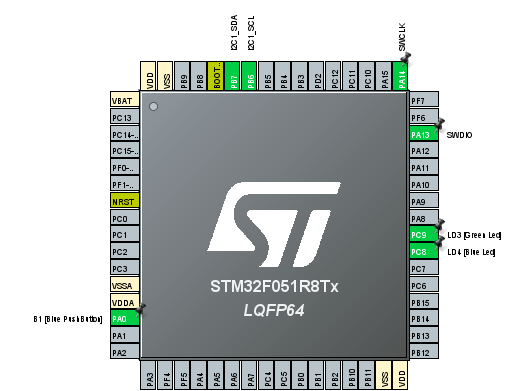 I2C1_SDA
I2C1_SCL
SWCLK
VDD
VSS
PB9
PB8
BOOT..
PB7
PB6
PB5
PB4
PB3
PD2
PC12
PC11
PC10
PA15
PA14
VBAT
PF7
PC13
PF6
PC14-..
PA13
SWDIO
PC15-..
PA12
PF0-..
PA11
PF1-..
PA10
NRST
PA9
PC0
PA8
PC1
PC9
LD3 [Green Led]
PC2
PC8
LD4 [Blue Led]
PC3
PC7
VSSA
PC6
STM32F051R8Tx
VDDA
PB15
LQFP64
B1 [Blue PushButton]
PA0
PB14
PA1
PB13
PA2
PB12
PA3
PF4
PF5
PA4
PA5
PA6
PA7
PC4
PC5
PB0
PB1
PB2
PB10
PB11
VSS
VDD